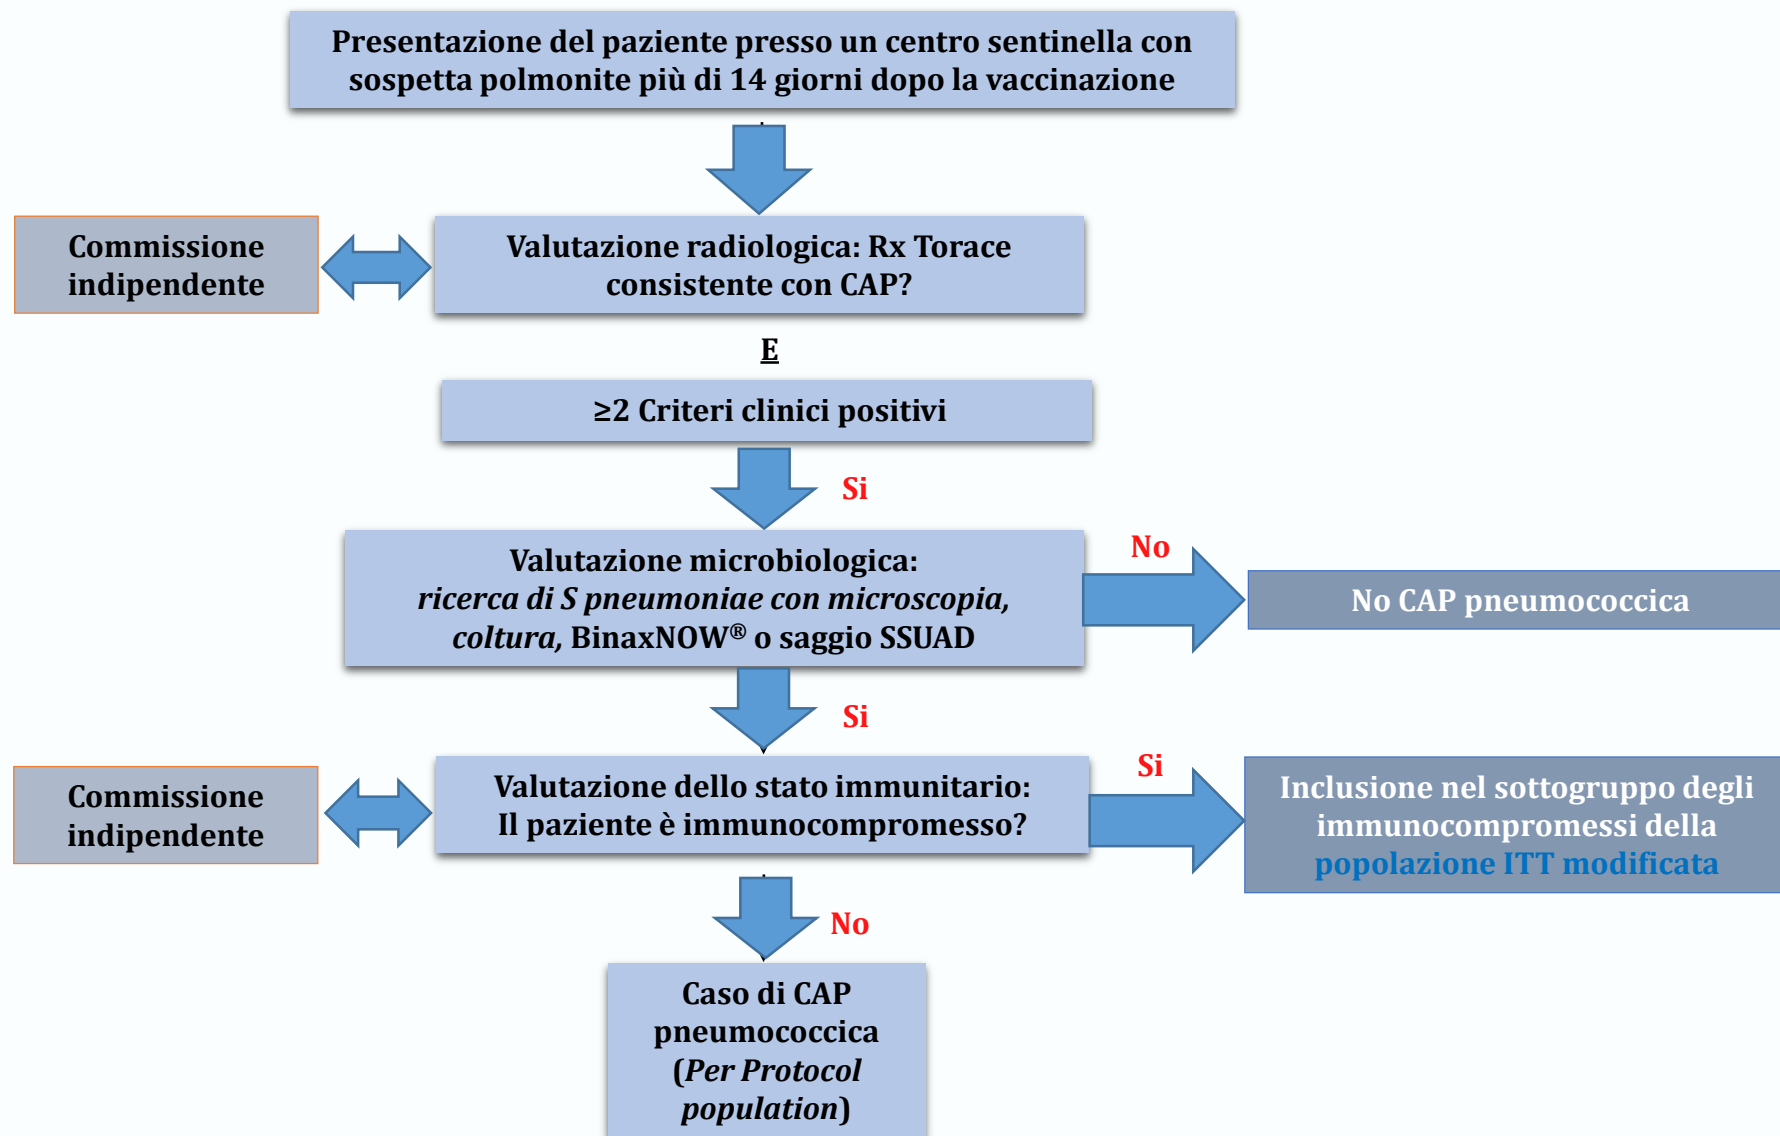 Presentazione del paziente presso un centro sentinella con
sospetta polmonite più di 14 giorni dopo la vaccinazione
Commissione
indipendente
Valutazione radiologica: Rx Torace
consistente con CAP?
E
≥2 Criteri clinici positivi
Si
Valutazione microbiologica:
ricerca di S pneumoniae con microscopia,
coltura, BinaxNOW® o saggio SSUAD
No
No CAP pneumococcica
Si
Commissione
indipendente
Valutazione dello stato immunitario:
Il paziente è immunocompromesso?
Si
Inclusione nel sottogruppo degli
immunocompromessi della
popolazione ITT modificata
No
Caso di CAP
pneumococcica
(Per Protocol
population)